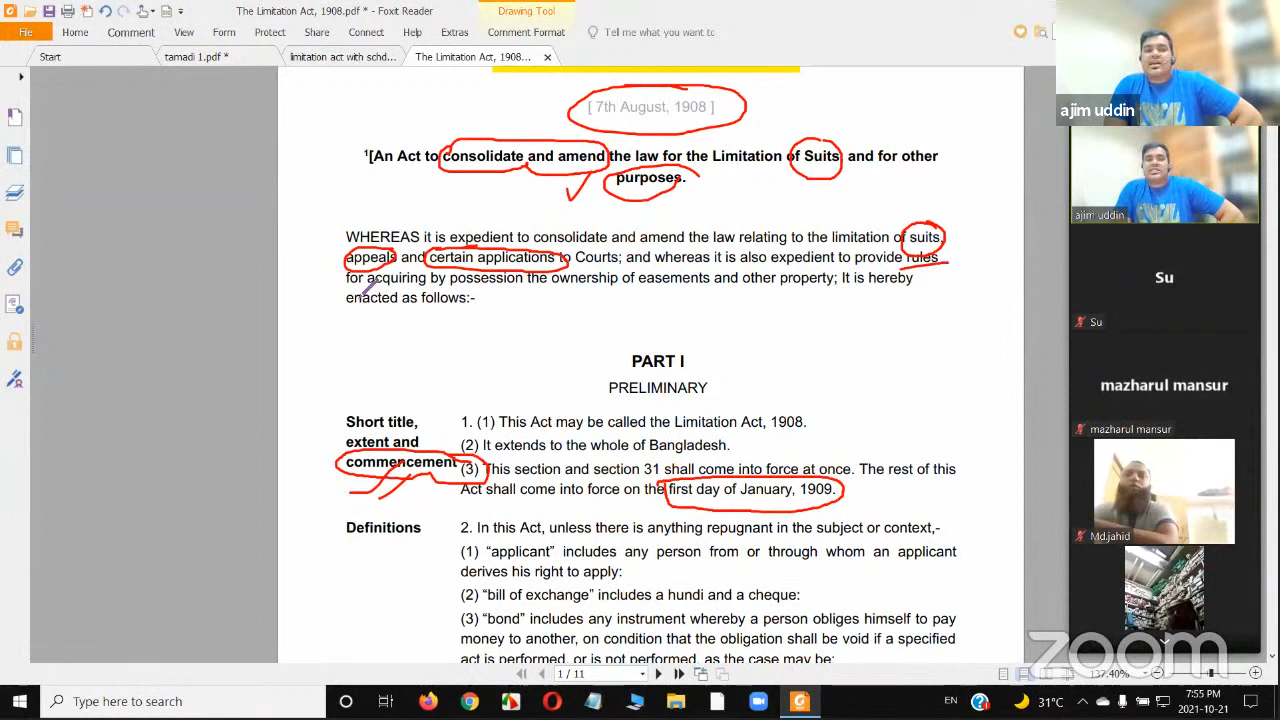 The Limitation Act, 1908.pdf * - Foxit Reader
Drawing Tool
File Home Comment View Form Protect Share Connect Help Extras Comment Format Tell me what you want to
Start tamadi 1.pdf * limitation act with schd... The Limitation Act, 1908...
[ 7th August, 1908 ]
1[An Act to consolidate and amend the law for the Limitation of Suits, and for other
purposes.
WHEREAS it is expedient to consolidate and amend the law relating to the limitation of suits,
appeals and certain applications to Courts; and whereas it is also expedient to provide rules
for acquiring by possession the ownership of easements and other property; It is hereby
enacted as follows:-
PART I
PRELIMINARY
Short title,
extent and
commencement
1. (1) This Act may be called the Limitation Act, 1908.
(2) It extends to the whole of Bangladesh.
(3) This section and section 31 shall come into force at once. The rest of this
Act shall come into force on the first day of January, 1909.
Definitions
2. In this Act, unless there is anything repugnant in the subject or context,-
(1) “applicant” includes any person from or through whom an applicant
derives his right to apply:
(2) “bill of exchange” includes a hundi and a cheque:
(3) “bond” includes any instrument whereby a person obliges himself to pay
money to another, on condition that the obligation shall be void if a specified
act is performed, or is not performed, as the case may be:
1 / 11
137.40%
ajim uddin
ajim uddin
Su
Su
mazharul mansur
mazharul mansur
Md.jahid
zoom
Type here to search
EN
31°C
ENG
7:55 PM
2021-10-21